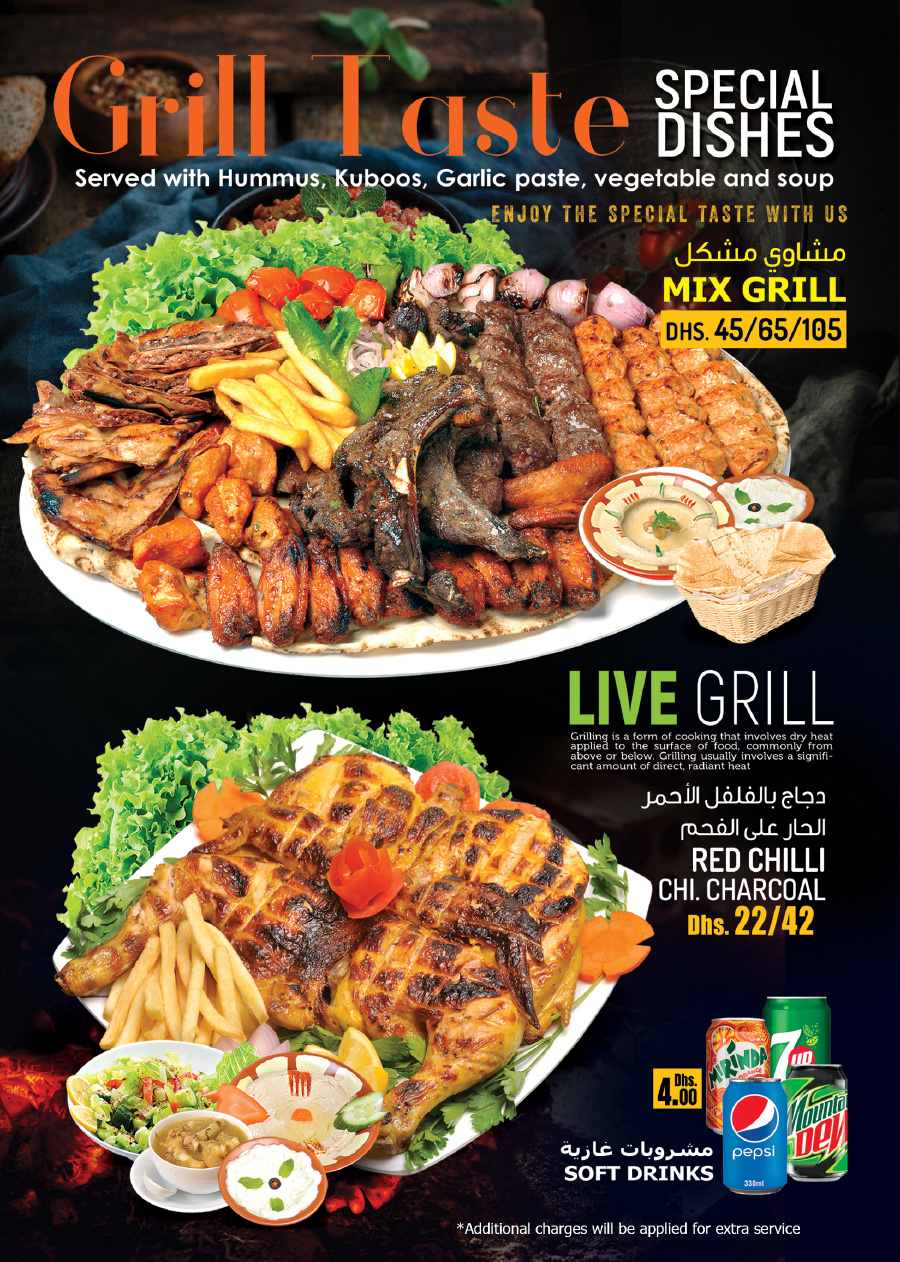 Grill Taste
SPECIAL
DISHES
Served with Hummus, Kuboos, Garlic paste, vegetable and soup
ENJOY THE SPECIAL TASTE WITH US
مشاوي مشكل
MIX GRILL
DHS. 45/65/105
LIVE GRILL
Grilling is a form of cooking that involves dry heat
applied to the surface of food, commonly from
above or below. Grilling usually involves a signifi-
cant amount of direct, radiant heat
دجاج بالفلفل الأحمر
الحار على الفحم
RED CHILLI
CHI. CHARCOAL
Dhs. 22/42
MIRINDA
ORANGE
7UP
Dhs.
4.00
pepsi
330ml
Mountain
DEW
مشروبات غازية
SOFT DRINKS
*Additional charges will be applied for extra service